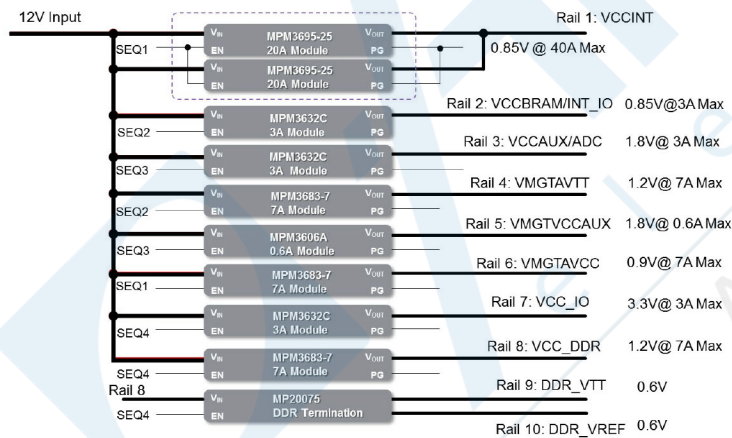 12V Input
Rail 1: VCCINT
VIN MPM3695-25 VOUT
SEQ1 EN 20A Module PG 0.85V @ 40A Max
VIN MPM3695-25 VOUT
EN 20A Module PG
Rail 2: VCCBRAM/INT_IO 0.85V@3A Max
VIN MPM3632C VOUT
SEQ2 EN 3A Module PG
Rail 3: VCCAUX/ADC 1.8V@ 3A Max
VIN MPM3632C VOUT
SEQ3 EN 3A Module PG
Rail 4: VMGTAVTT 1.2V@ 7A Max
VIN MPM3683-7 VOUT
SEQ2 EN 7A Module PG
Rail 5: VMGTVCCAUX 1.8V@ 0.6A Max
VIN MPM3606A VOUT
SEQ3 EN 0.6A Module PG
Rail 6: VMGTAVCC 0.9V@ 7A Max
VIN MPM3683-7 VOUT
SEQ1 EN 7A Module PG
Rail 7: VCC_IO 3.3V@ 3A Max
VIN MPM3632C VOUT
SEQ4 EN 3A Module PG
Rail 8: VCC_DDR 1.2V@ 7A Max
VIN MPM3683-7 VOUT
SEQ4 EN 7A Module PG
Rail 8
Rail 9: DDR_VTT 0.6V
VIN MP20075
SEQ4 EN DDR Termination
Rail 10: DDR_VREF 0.6V